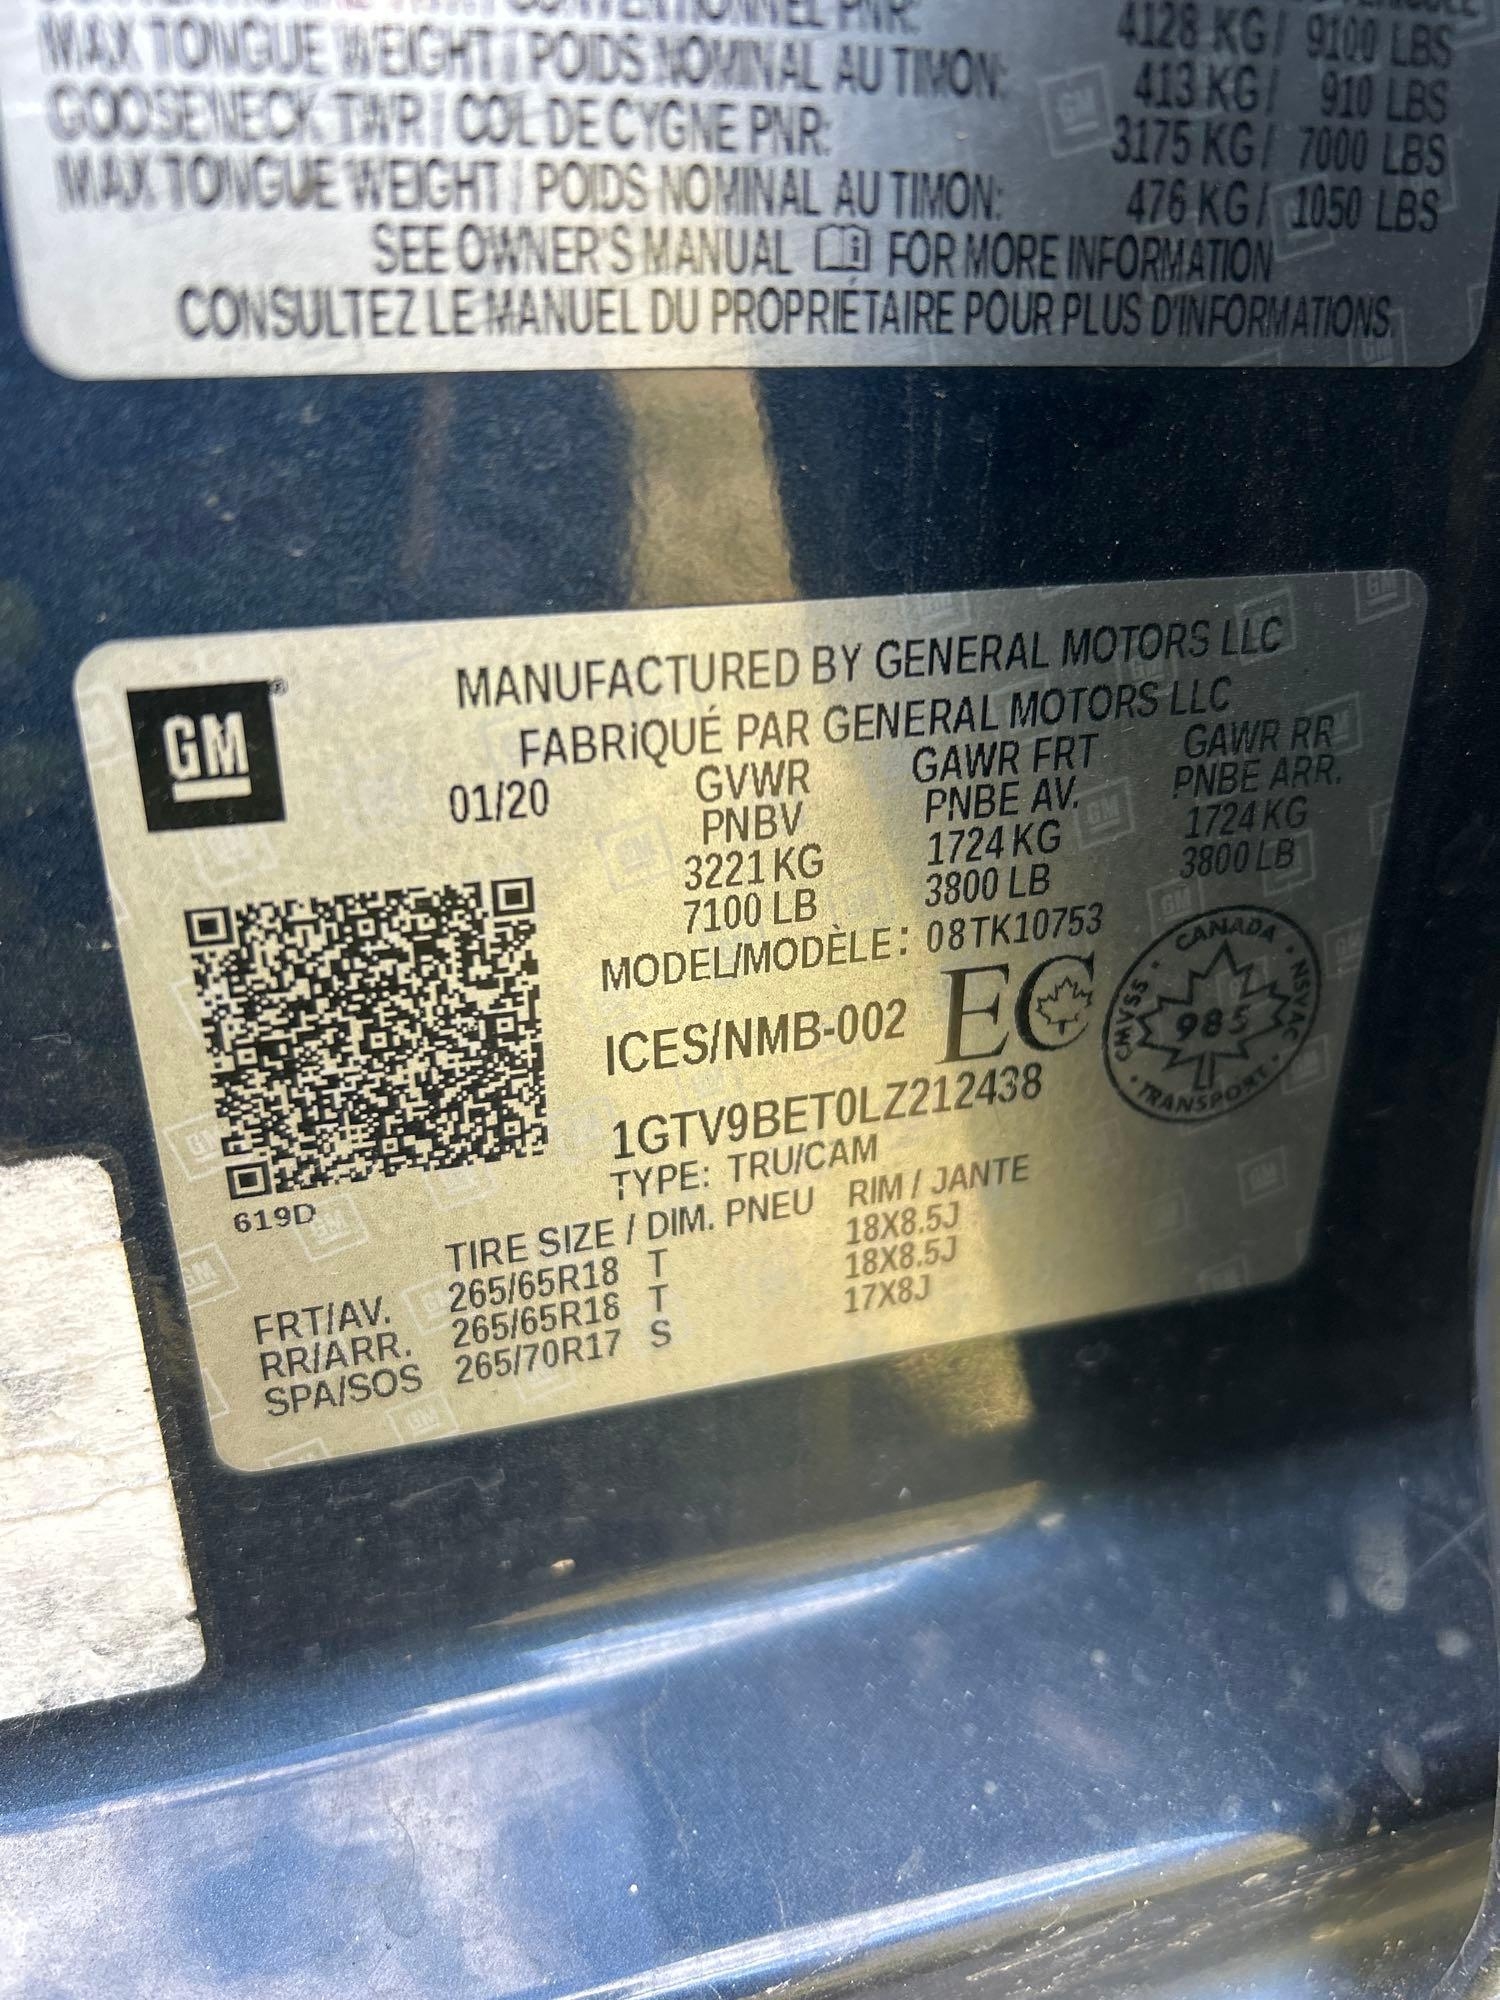 CONVENTIONNEL PNR: 4128 KG / 9100 LBS
MAX TONGUE WEIGHT / POIDS NOMINAL AU TIMON: 413 KG / 910 LBS
GOOSENECK TWR / COL DE CYGNE PNR: 3175 KG / 7000 LBS
MAX TONGUE WEIGHT / POIDS NOMINAL AU TIMON: 476 KG / 1050 LBS
SEE OWNER'S MANUAL FOR MORE INFORMATION
CONSULTEZ LE MANUEL DU PROPRIÉTAIRE POUR PLUS D'INFORMATIONS.
GM®
MANUFACTURED BY GENERAL MOTORS LLC
FABRiQUÉ PAR GENERAL MOTORS LLC
01/20 GVWR GAWR FRT GAWR RR
PNBV PNBE AV. PNBE ARR.
3221 KG 1724 KG 1724 KG
7100 LB 3800 LB 3800 LB
MODEL/MODÈLE: 08TK10753
ICES/NMB-002 EC
CANADA · NSVAC · TRANSPORT · CMVSS ·
985
1GTV9BET0LZ212438
TYPE: TRU/CAM
619D
TIRE SIZE / DIM. PNEU RIM / JANTE
FRT/AV. 265/65R18 T 18X8.5J
RR/ARR. 265/65R18 T 18X8.5J
SPA/SOS 265/70R17 S 17X8J